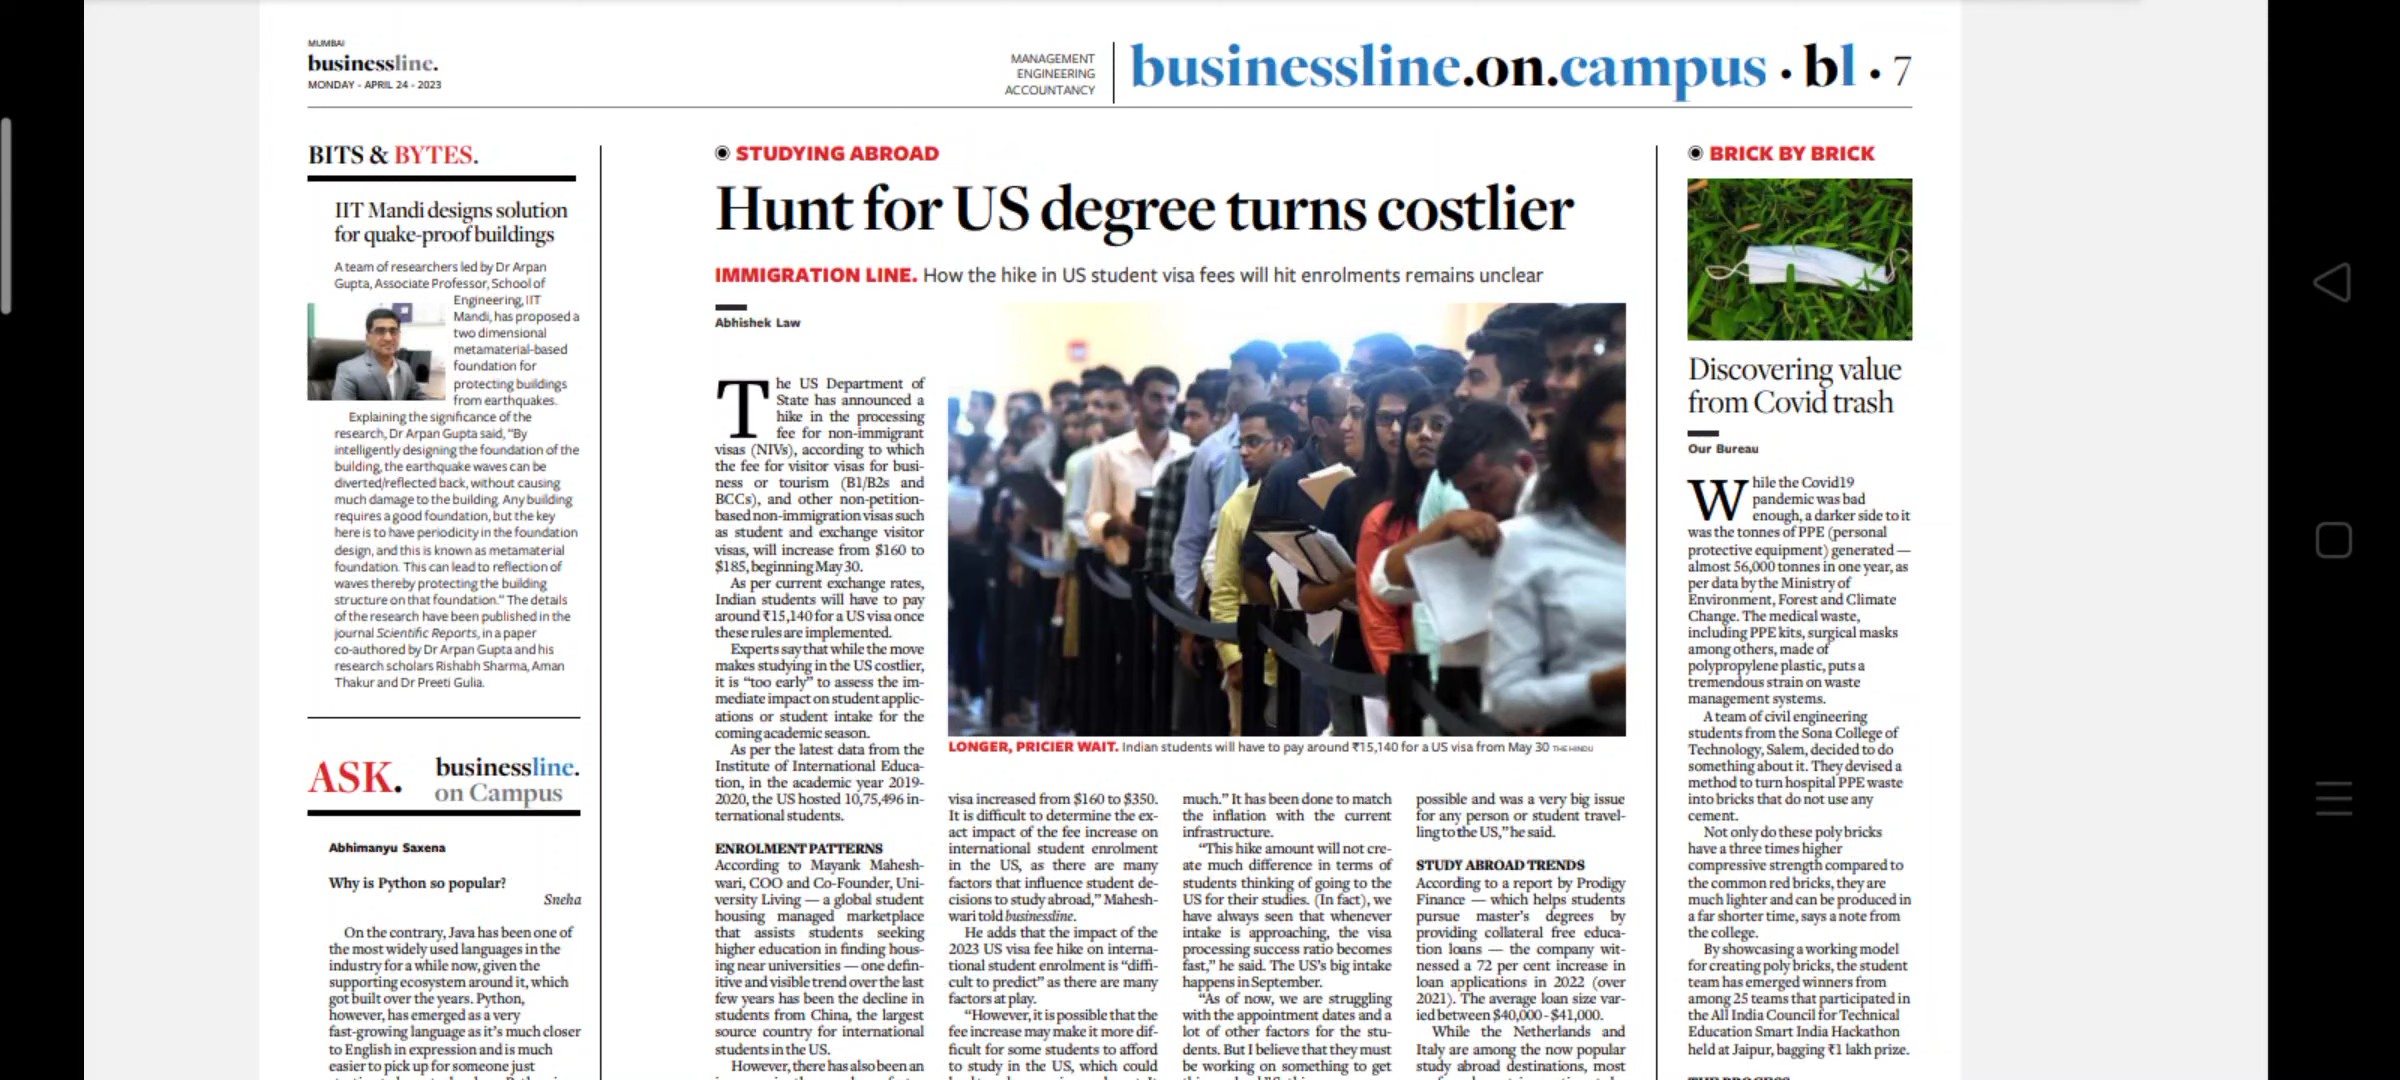 MUMBAI
businessline.
MONDAY - APRIL 24 - 2023
MANAGEMENT
ENGINEERING
ACCOUNTANCY
businessline.on.campus • bl • 7
BITS & BYTES.
IIT Mandi designs solution
for quake-proof buildings
A team of researchers led by Dr Arpan
Gupta, Associate Professor, School of
Engineering, IIT
Mandi, has proposed a
two dimensional
metamaterial-based
foundation for
protecting buildings
from earthquakes.
Explaining the significance of the
research, Dr Arpan Gupta said, “By
intelligently designing the foundation of the
building, the earthquake waves can be
diverted/reflected back, without causing
much damage to the building. Any building
requires a good foundation, but the key
here is to have periodicity in the foundation
design, and this is known as metamaterial
foundation. This can lead to reflection of
waves thereby protecting the building
structure on that foundation.” The details
of the research have been published in the
journal Scientific Reports, in a paper
co-authored by Dr Arpan Gupta and his
research scholars Rishabh Sharma, Aman
Thakur and Dr Preeti Gulia.
ASK.
businessline.
on Campus
Abhimanyu Saxena
Why is Python so popular?
Sneha
On the contrary, Java has been one of
the most widely used languages in the
industry for a while now, given the
supporting ecosystem around it, which
got built over the years. Python,
however, has emerged as a very
fast-growing language as it’s much closer
to English in expression and is much
easier to pick up for someone just
STUDYING ABROAD
Hunt for US degree turns costlier
IMMIGRATION LINE. How the hike in US student visa fees will hit enrolments remains unclear
Abhishek Law
The US Department of
State has announced a
hike in the processing
fee for non-immigrant
visas (NIVs), according to which
the fee for visitor visas for busi-
ness or tourism (B1/B2s and
BCCs), and other non-petition-
based non-immigration visas such
as student and exchange visitor
visas, will increase from $160 to
$185, beginning May 30.
As per current exchange rates,
Indian students will have to pay
around ₹15,140 for a US visa once
these rules are implemented.
Experts say that while the move
makes studying in the US costlier,
it is “too early” to assess the im-
mediate impact on student applic-
ations or student intake for the
coming academic season.
As per the latest data from the
Institute of International Educa-
tion, in the academic year 2019-
2020, the US hosted 10,75,496 in-
ternational students.
ENROLMENT PATTERNS
According to Mayank Mahesh-
wari, COO and Co-Founder, Uni-
versity Living — a global student
housing managed marketplace
that assists students seeking
higher education in finding hous-
ing near universities — one defin-
itive and visible trend over the last
few years has been the decline in
students from China, the largest
source country for international
students in the US.
However, there has also been an
LONGER, PRICIER WAIT. Indian students will have to pay around ₹15,140 for a US visa from May 30 THE HINDU
visa increased from $160 to $350.
It is difficult to determine the ex-
act impact of the fee increase on
international student enrolment
in the US, as there are many
factors that influence student de-
cisions to study abroad,” Mahesh-
wari told businessline.
He adds that the impact of the
2023 US visa fee hike on interna-
tional student enrolment is “diffi-
cult to predict” as there are many
factors at play.
“However, it is possible that the
fee increase may make it more dif-
ficult for some students to afford
to study in the US, which could
much.” It has been done to match
the inflation with the current
infrastructure.
“This hike amount will not cre-
ate much difference in terms of
students thinking of going to the
US for their studies. (In fact), we
have always seen that whenever
intake is approaching, the visa
processing success ratio becomes
fast,” he said. The US’s big intake
happens in September.
“As of now, we are struggling
with the appointment dates and a
lot of other factors for the stu-
dents. But I believe that they must
be working on something to get
possible and was a very big issue
for any person or student travel-
ling to the US,” he said.
STUDY ABROAD TRENDS
According to a report by Prodigy
Finance — which helps students
pursue master’s degrees by
providing collateral free educa-
tion loans — the company wit-
nessed a 72 per cent increase in
loan applications in 2022 (over
2021). The average loan size var-
ied between $40,000-$41,000.
While the Netherlands and
Italy are among the now popular
study abroad destinations, most
BRICK BY BRICK
Discovering value
from Covid trash
Our Bureau
While the Covid19
pandemic was bad
enough, a darker side to it
was the tonnes of PPE (personal
protective equipment) generated —
almost 56,000 tonnes in one year, as
per data by the Ministry of
Environment, Forest and Climate
Change. The medical waste,
including PPE kits, surgical masks
among others, made of
polypropylene plastic, puts a
tremendous strain on waste
management systems.
A team of civil engineering
students from the Sona College of
Technology, Salem, decided to do
something about it. They devised a
method to turn hospital PPE waste
into bricks that do not use any
cement.
Not only do these poly bricks
have a three times higher
compressive strength compared to
the common red bricks, they are
much lighter and can be produced in
a far shorter time, says a note from
the college.
By showcasing a working model
for creating poly bricks, the student
team has emerged winners from
among 25 teams that participated in
the All India Council for Technical
Education Smart India Hackathon
held at Jaipur, bagging ₹1 lakh prize.